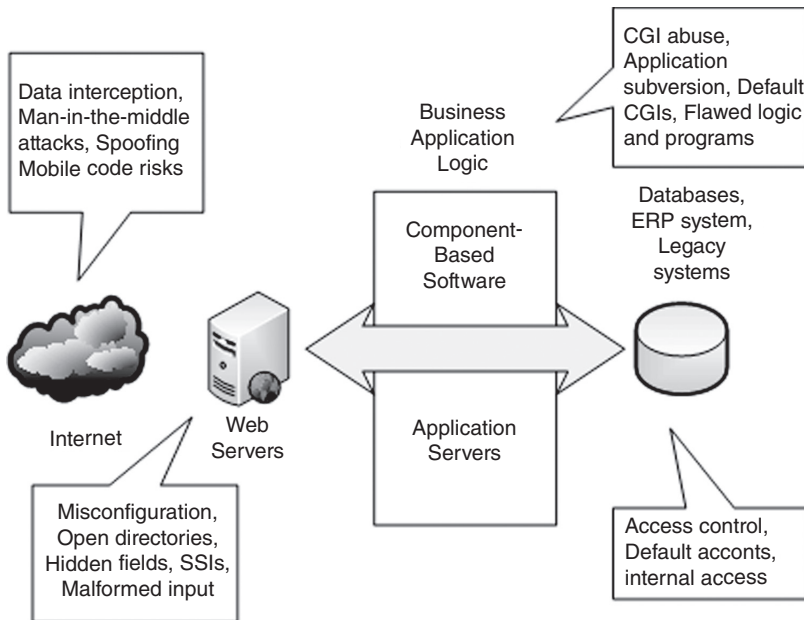 Data interception,
Man-in-the-middle
attacks, Spoofing
Mobile code risks
CGI abuse,
Application
subversion, Default
CGIs, Flawed logic
and programs
Business
Application
Logic
Component-
Based
Software
Databases,
ERP system,
Legacy
systems
Internet
Web
Servers
Application
Servers
Misconfiguration,
Open directories,
Hidden fields, SSIs,
Malformed input
Access control,
Default acconts,
internal access